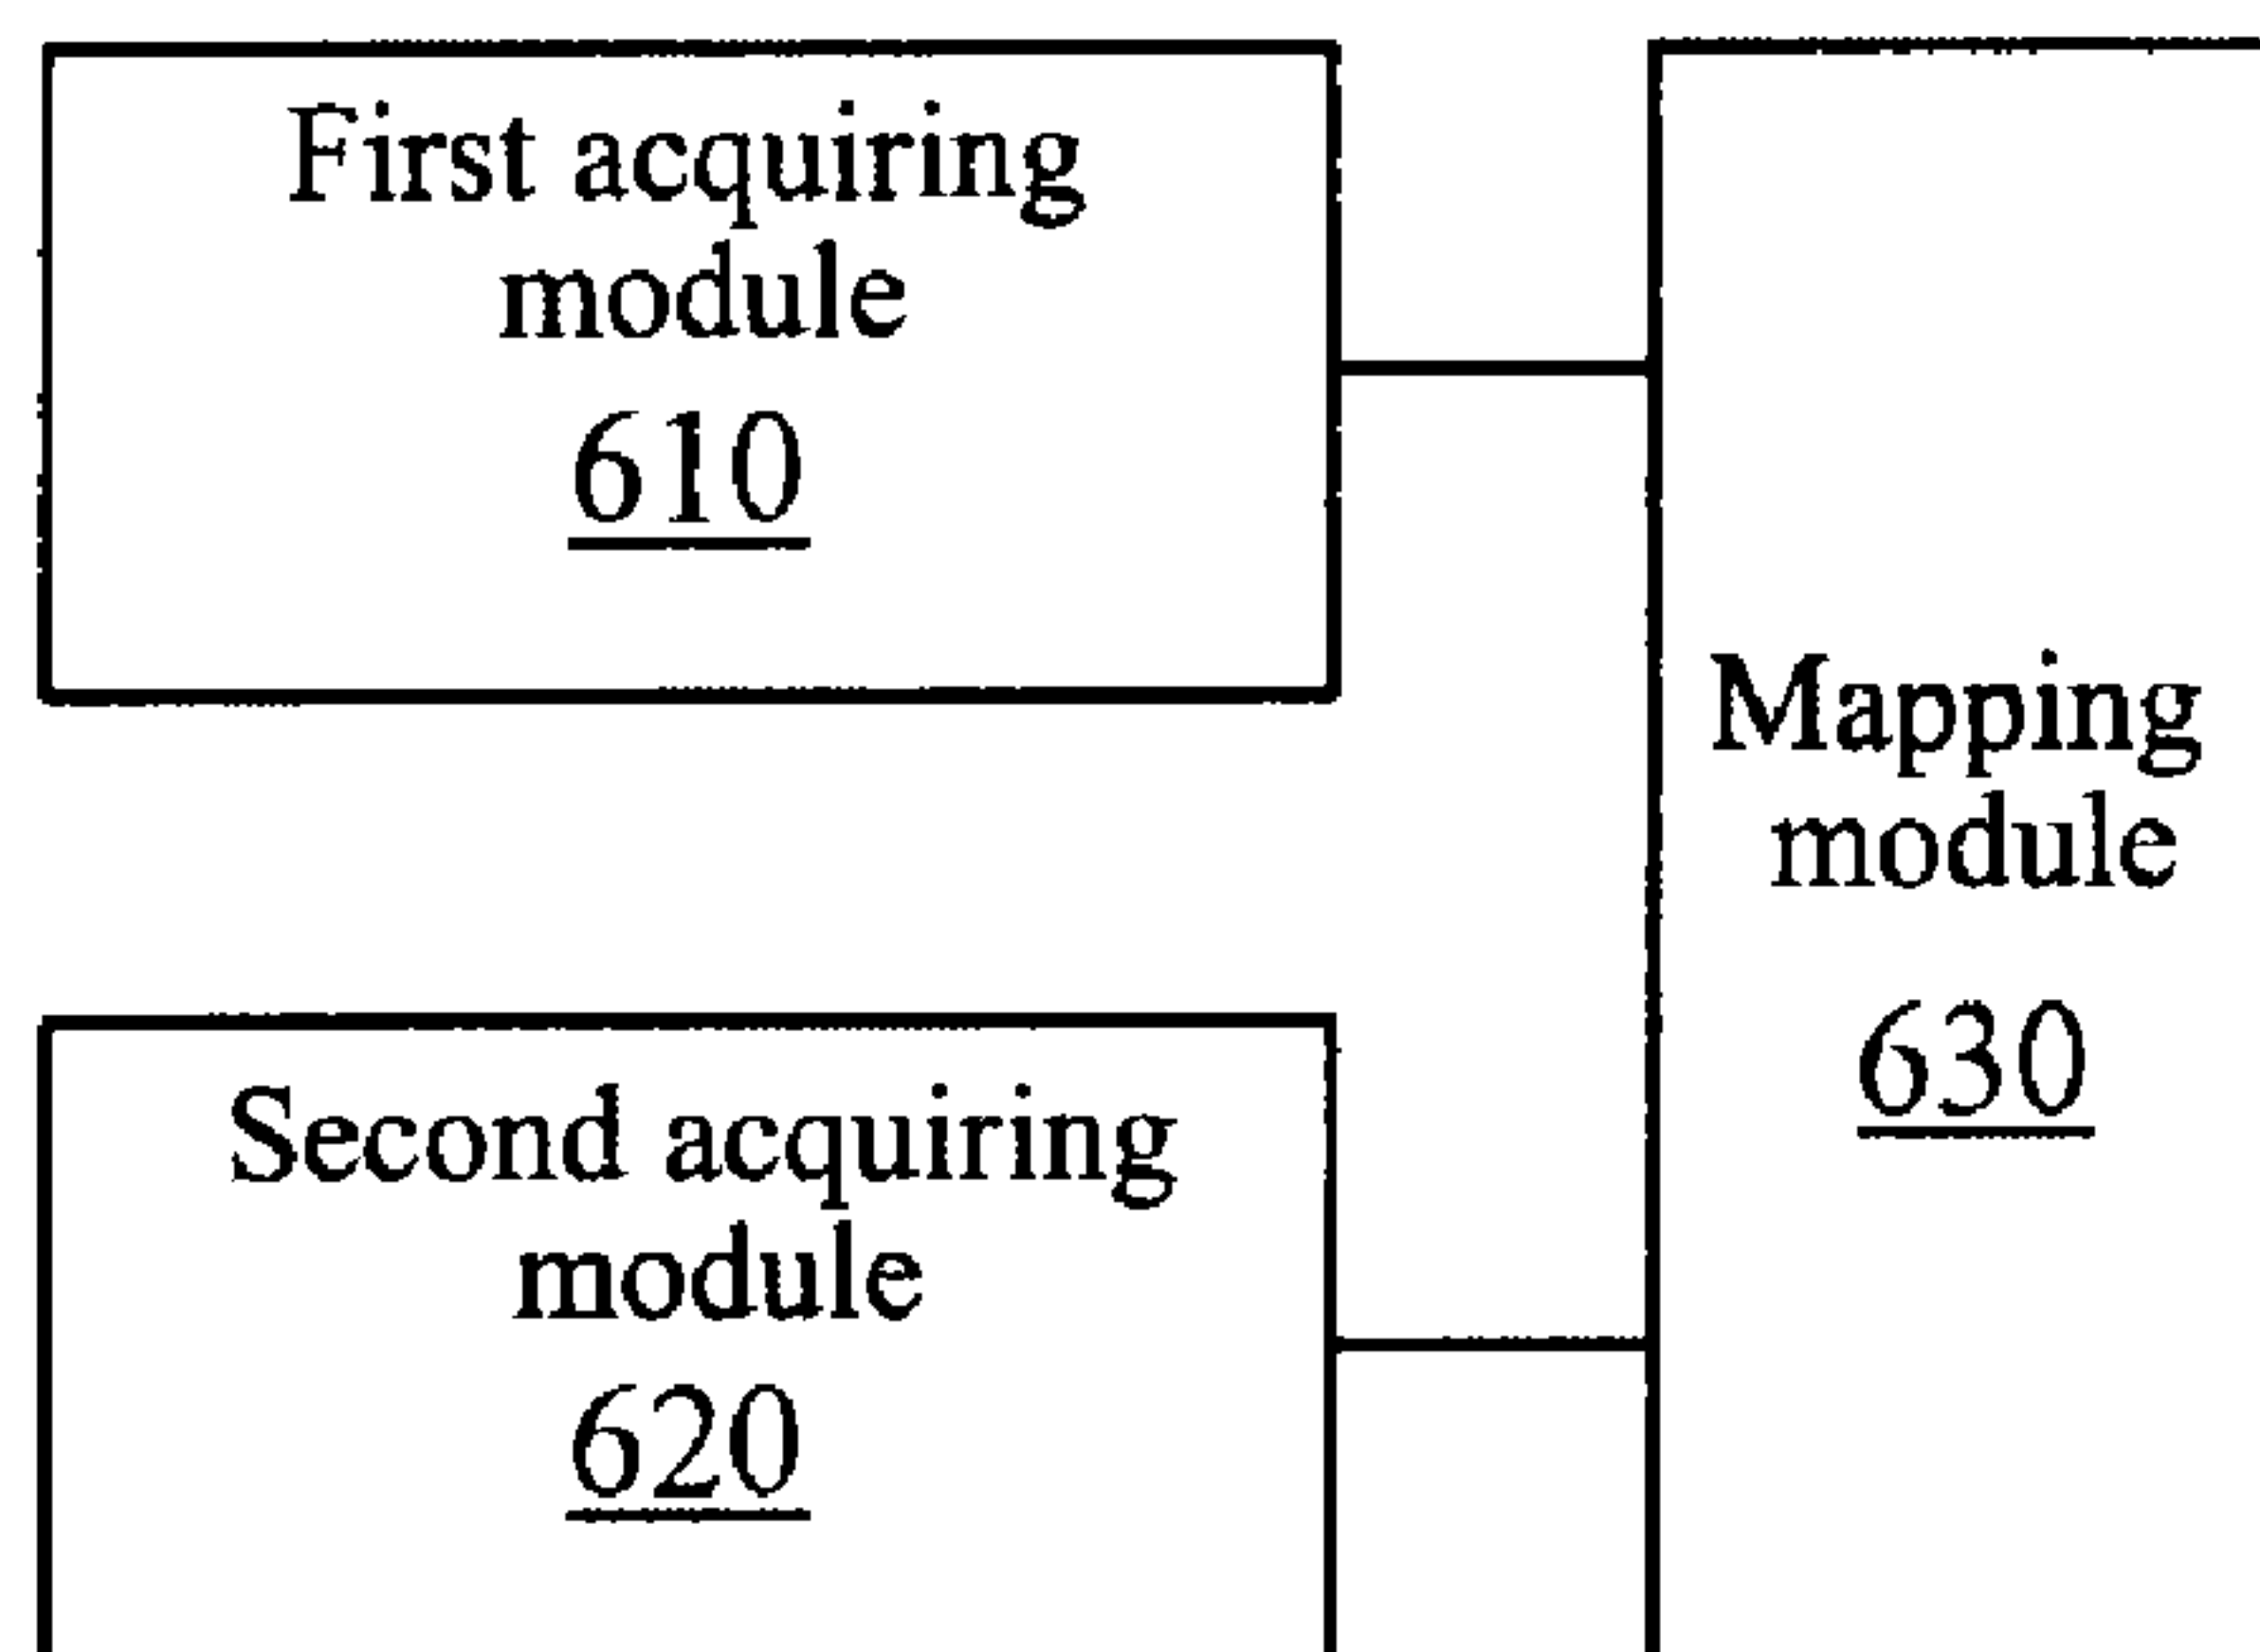 First acquiring
module
610
Mapping
module
630
Second acquiring
module
620